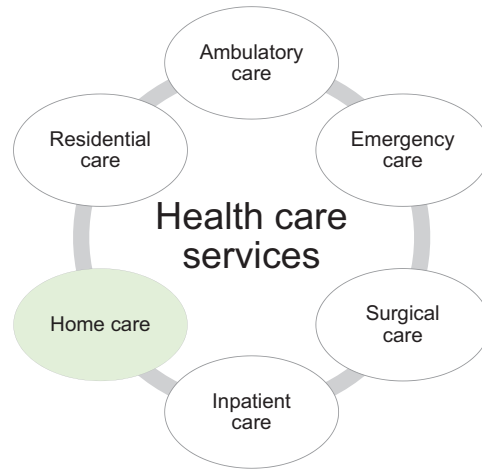 Ambulatory
care
Residential
care
Emergency
care
Health care
services
Home care
Surgical
care
Inpatient
care